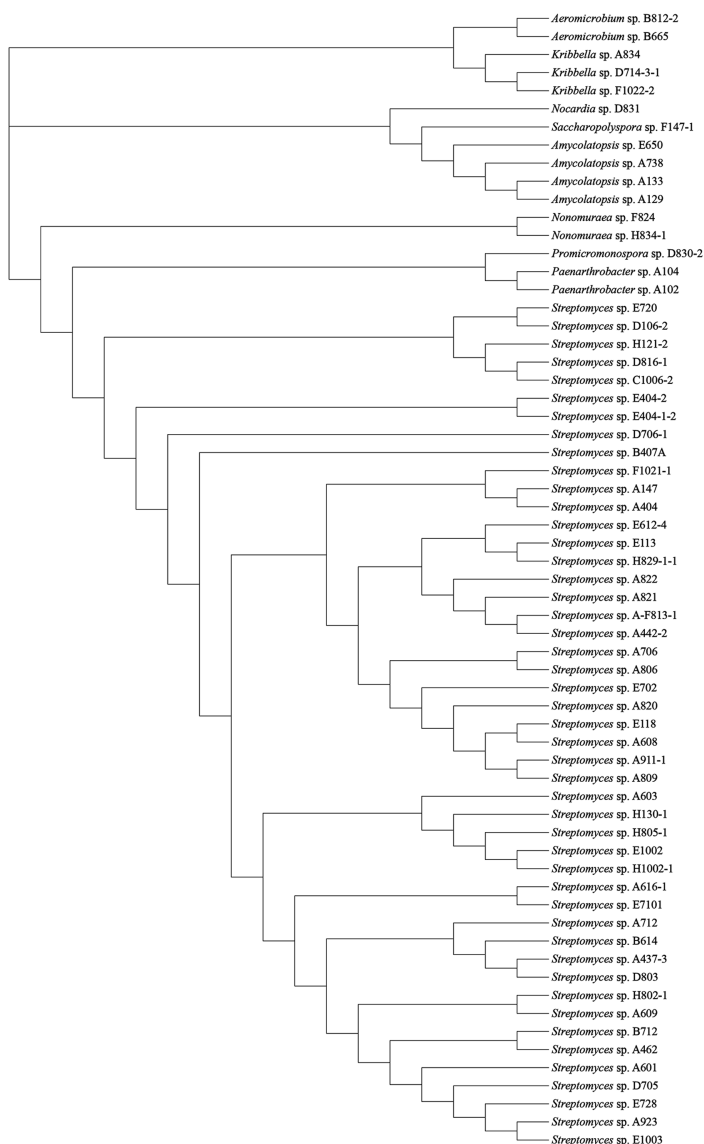 Aeromicrobium sp. B812-2
Aeromicrobium sp. B665
Kribbella sp. A834
Kribbella sp. D714-3-1
Kribbella sp. F1022-2
Nocardia sp. D831
Saccharopolyspora sp. F147-1
Amycolatopsis sp. E650
Amycolatopsis sp. A738
Amycolatopsis sp. A133
Amycolatopsis sp. A129
Nonomuraea sp. F824
Nonomuraea sp. H834-1
Promicromonospora sp. D830-2
Paenarthrobacter sp. A104
Paenarthrobacter sp. A102
Streptomyces sp. E720
Streptomyces sp. D106-2
Streptomyces sp. H121-2
Streptomyces sp. D816-1
Streptomyces sp. C1006-2
Streptomyces sp. E404-2
Streptomyces sp. E404-1-2
Streptomyces sp. D706-1
Streptomyces sp. B407A
Streptomyces sp. F1021-1
Streptomyces sp. A147
Streptomyces sp. A404
Streptomyces sp. E612-4
Streptomyces sp. E113
Streptomyces sp. H829-1-1
Streptomyces sp. A822
Streptomyces sp. A821
Streptomyces sp. A-F813-1
Streptomyces sp. A442-2
Streptomyces sp. A706
Streptomyces sp. A806
Streptomyces sp. E702
Streptomyces sp. A820
Streptomyces sp. E118
Streptomyces sp. A608
Streptomyces sp. A911-1
Streptomyces sp. A809
Streptomyces sp. A603
Streptomyces sp. H130-1
Streptomyces sp. H805-1
Streptomyces sp. E1002
Streptomyces sp. H1002-1
Streptomyces sp. A616-1
Streptomyces sp. E7101
Streptomyces sp. A712
Streptomyces sp. B614
Streptomyces sp. A437-3
Streptomyces sp. D803
Streptomyces sp. H802-1
Streptomyces sp. A609
Streptomyces sp. B712
Streptomyces sp. A462
Streptomyces sp. A601
Streptomyces sp. D705
Streptomyces sp. E728
Streptomyces sp. A923
Streptomyces sp. E1003